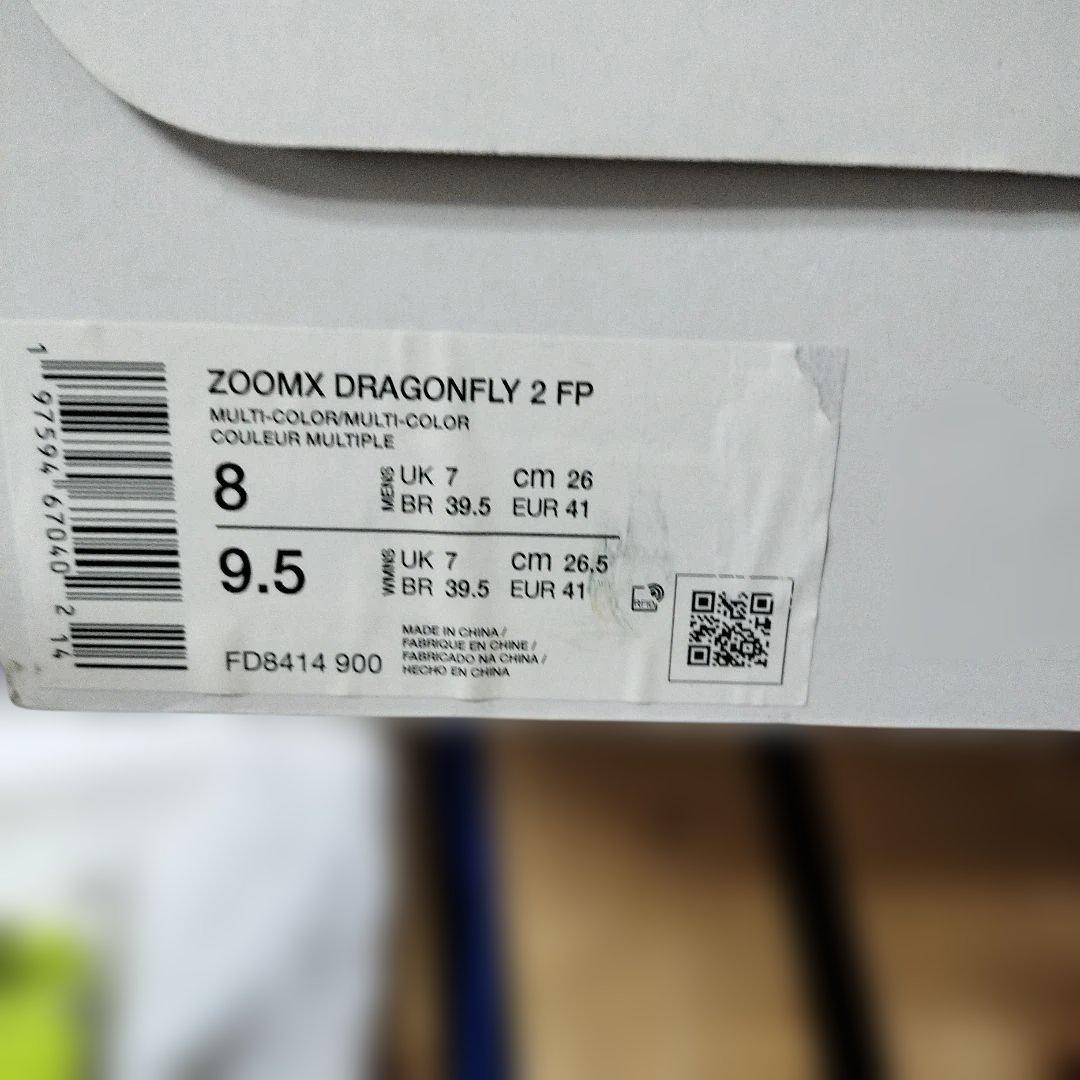 ZOOMX DRAGONFLY 2 FP
MULTI-COLOR/MULTI-COLOR
COULEUR MULTIPLE
8 MENS UK 7 cm 26
BR 39.5 EUR 41
9.5 WMNS UK 7 cm 26.5
BR 39.5 EUR 41
FD8414 900
MADE IN CHINA /
FABRIQUE EN CHINE /
FABRICADO NA CHINA /
HECHO EN CHINA
RFID
1 97594 67040 2 14